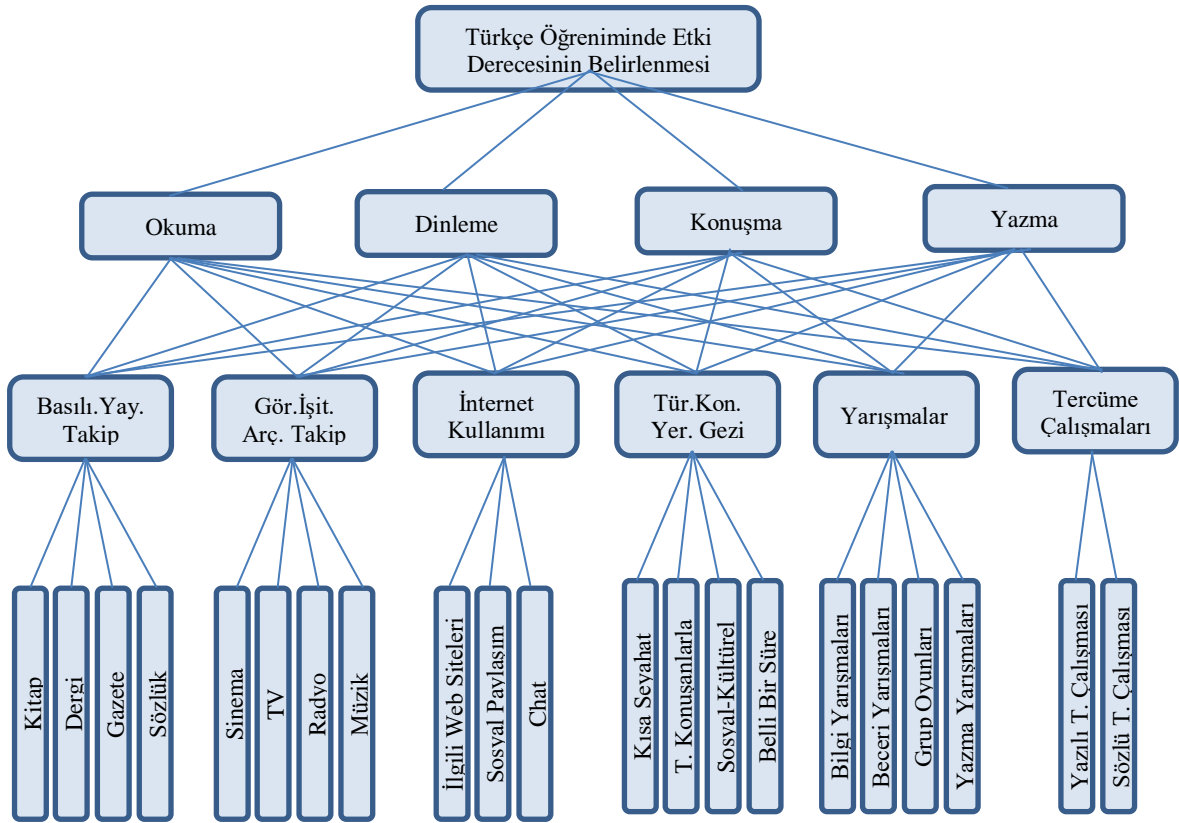 Türkçe Öğreniminde Etki
Derecesinin Belirlenmesi
Okuma
Dinleme
Konuşma
Yazma
Basılı.Yay.
Takip
Gör.İşit.
Arç. Takip
İnternet
Kullanımı
Tür.Kon.
Yer. Gezi
Yarışmalar
Tercüme
Çalışmaları
Kitap
Dergi
Gazete
Sözlük
Sinema
TV
Radyo
Müzik
İlgili Web Siteleri
Sosyal Paylaşım
Chat
Kısa Seyahat
T. Konuşanlarla
Sosyal-Kültürel
Belli Bir Süre
Bilgi Yarışmaları
Beceri Yarışmaları
Grup Oyunları
Yazma Yarışmaları
Yazılı T. Çalışması
Sözlü T. Çalışması